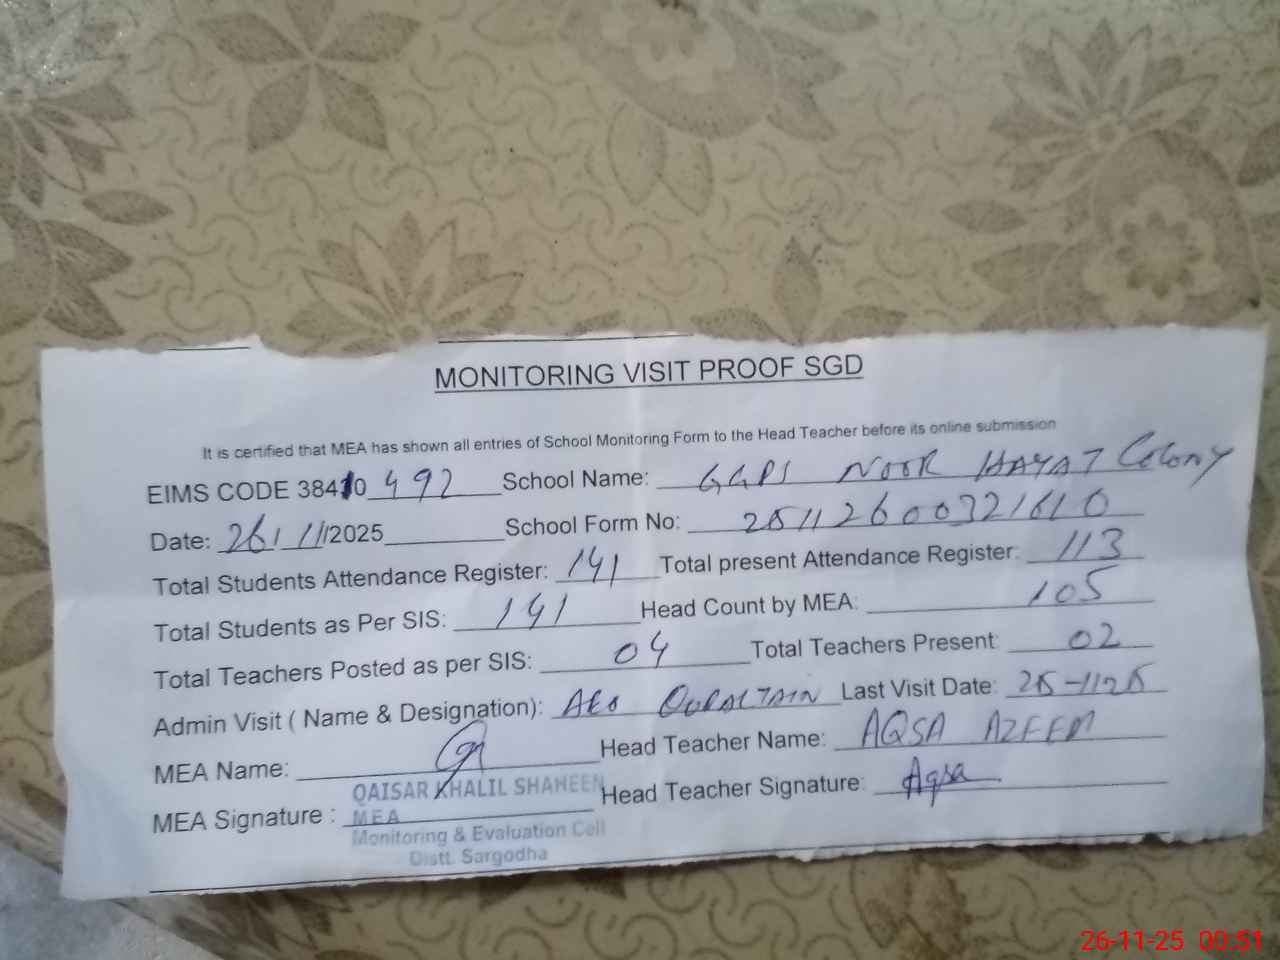 MONITORING VISIT PROOF SGD
It is certified that MEA has shown all entries of School Monitoring Form to the Head Teacher before its online submission
EIMS CODE 38410 492 School Name: GGPS NOOR HAYAT Colony
Date: 26/11/2025 School Form No:
Total Students Attendance Register: 141 Total present Attendance Register: 113
Total Students as Per SIS: 141 Head Count by MEA: 105
Total Teachers Posted as per SIS: 04 Total Teachers Present: 02
Admin Visit ( Name & Designation): AEO QURALTAIN Last Visit Date: 25-11-25
MEA Name: Head Teacher Name: AQSA AZEEM
QAISAR KHALIL SHAHEEN
MEA Signature : MEA Head Teacher Signature: Aqsa
Monitoring & Evaluation Cell
Distt. Sargodha
26-11-25 00:51